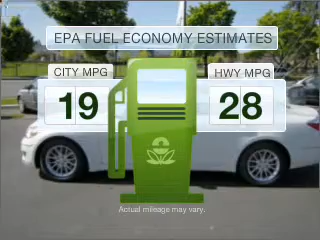 EPA FUEL ECONOMY ESTIMATES
CITY MPG
HWY MPG
19
28
Actual mileage may vary.